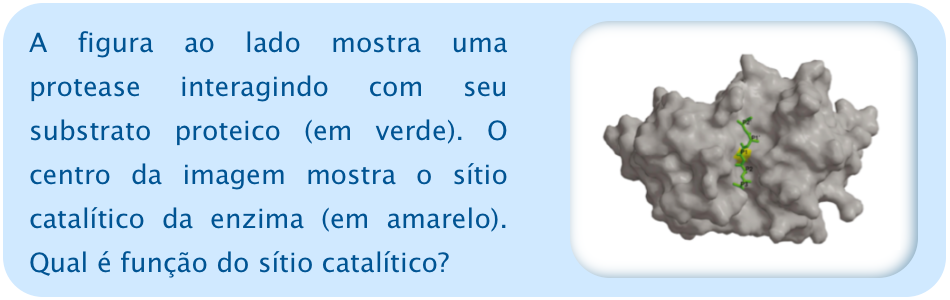 A figura ao lado mostra uma
protease interagindo com seu
substrato proteico (em verde). O
centro da imagem mostra o sítio
catalítico da enzima (em amarelo).
Qual é função do sítio catalítico?